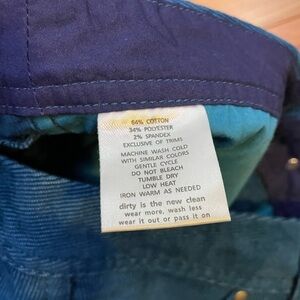 64% COTTON
34% POLYESTER
2% SPANDEX
EXCLUSIVE OF TRIMS
MACHINE WASH COLD
WITH SIMILAR COLORS
GENTLE CYCLE
DO NOT BLEACH
TUMBLE DRY
LOW HEAT
IRON WARM AS NEEDED
dirty is the new clean
wear more, wash less
wear it out or pass it on